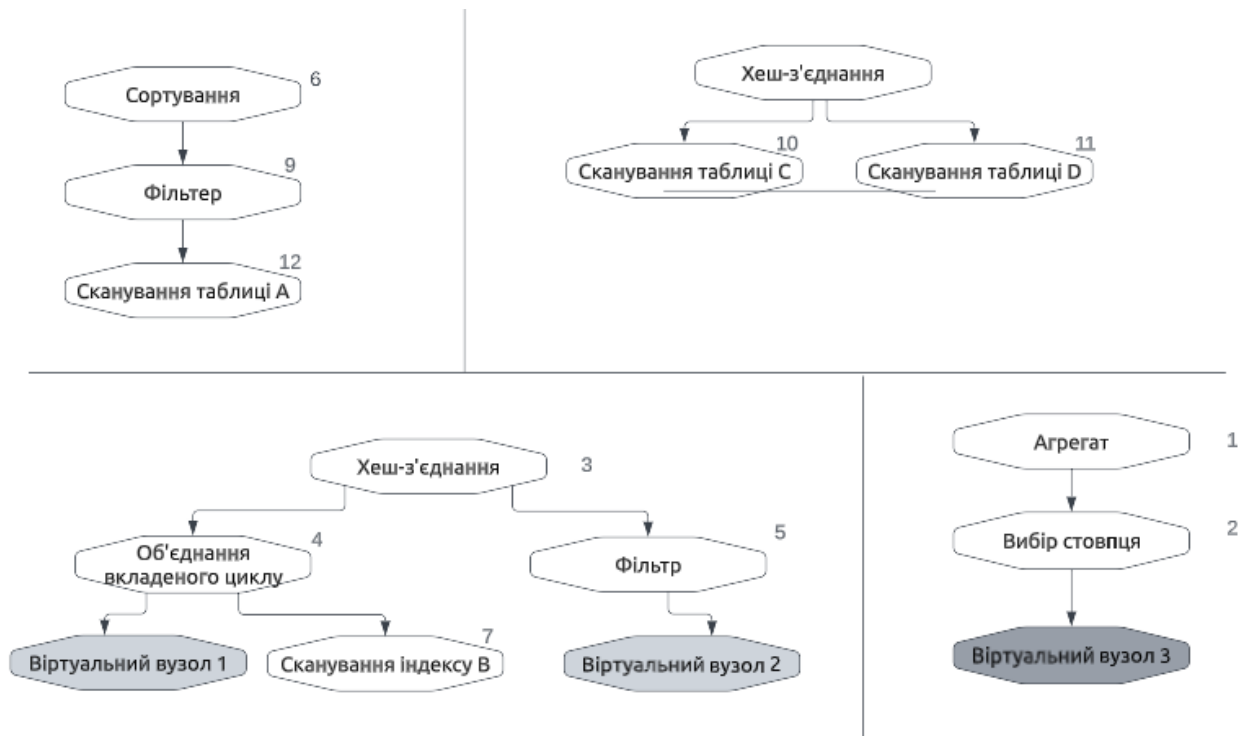 6
Сортування
9
Фільтер
12
Сканування таблиці A
Хеш-з'єднання
10
Сканування таблиці C
11
Сканування таблиці D
Хеш-з'єднання
3
4
Об'єднання
вкладеного циклу
5
Фільтр
Віртуальний вузол 1
7
Сканування індексу B
Віртуальний вузол 2
Агрегат
1
Вибір стовпця
2
Віртуальний вузол 3